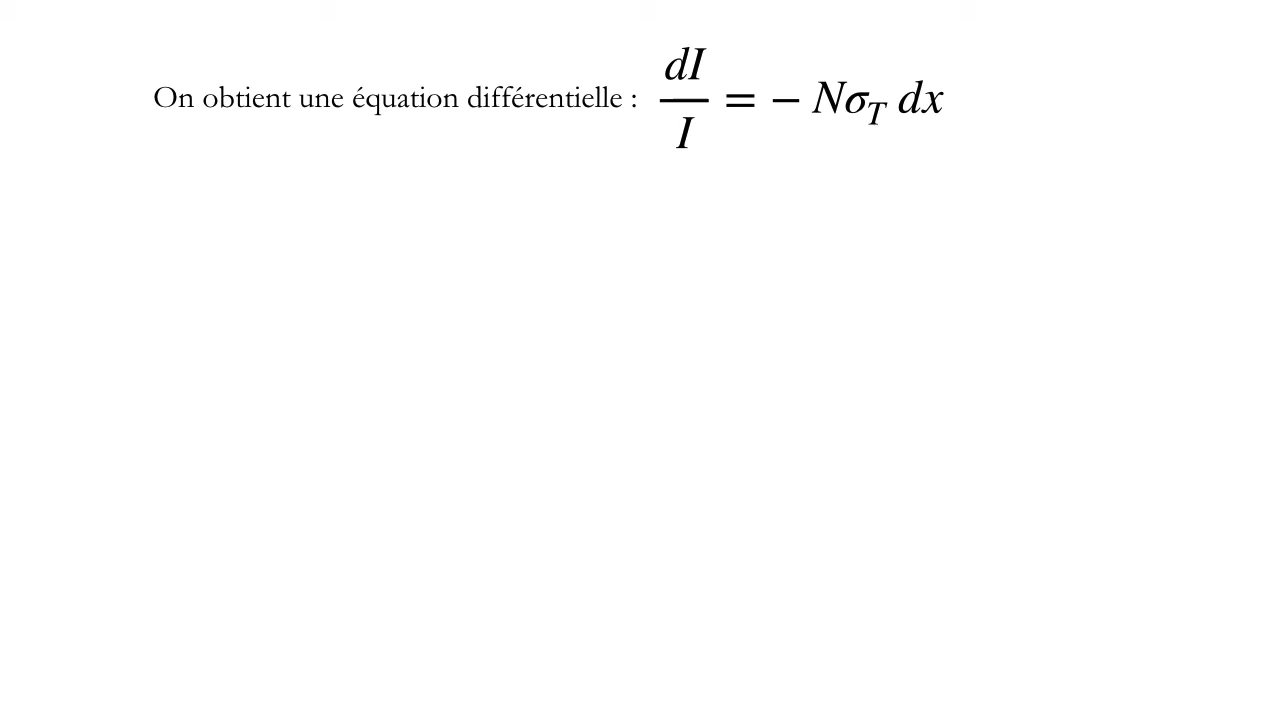 On obtient une équation différentielle : dI/I = − Nσ_T dx